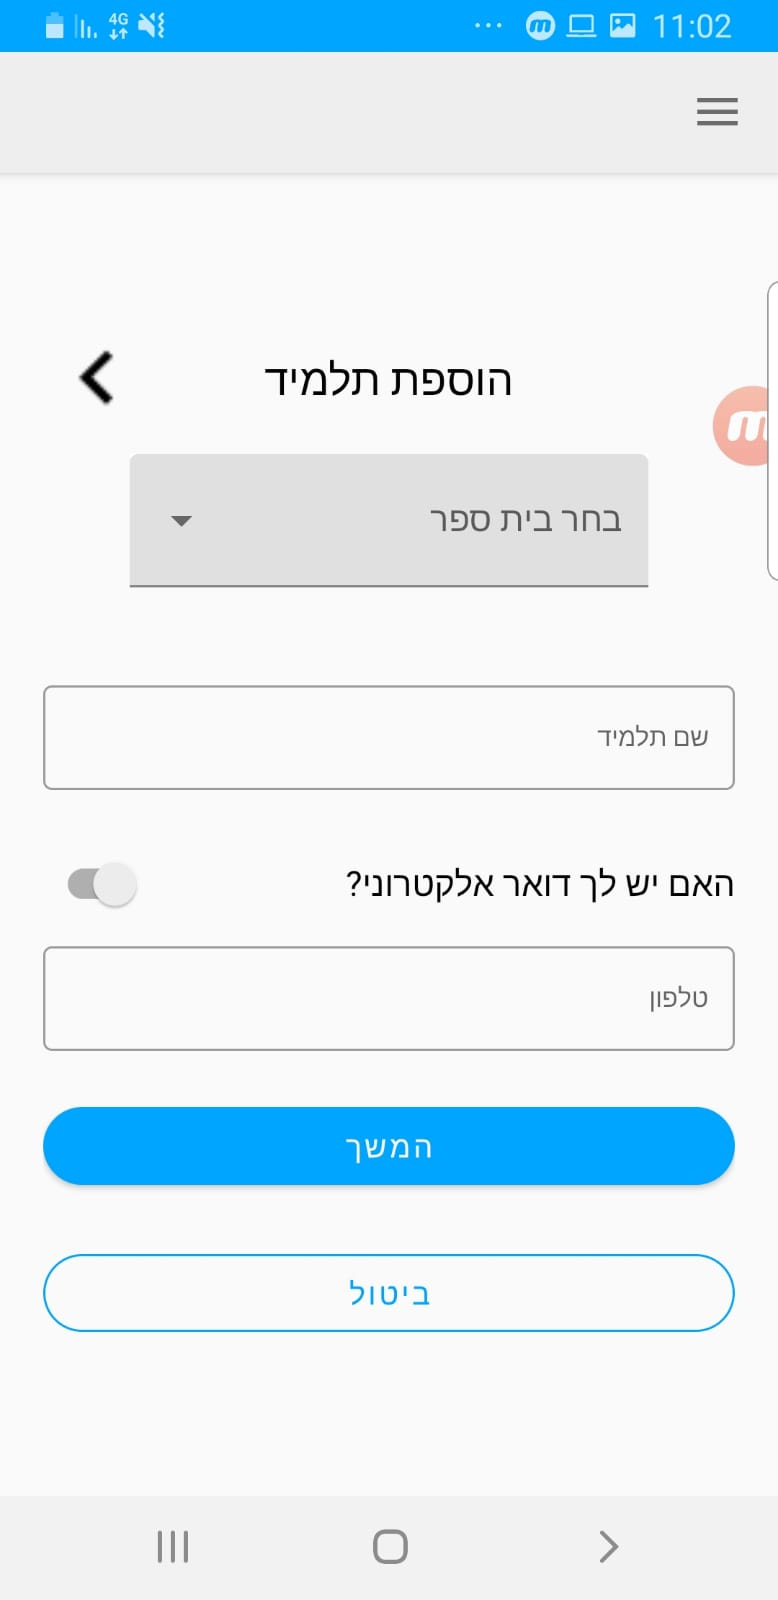 4G
11:02
הוספת תלמיד
בחר בית ספר
שם תלמיד
האם יש לך דואר אלקטרוני?
טלפון
המשך
ביטול